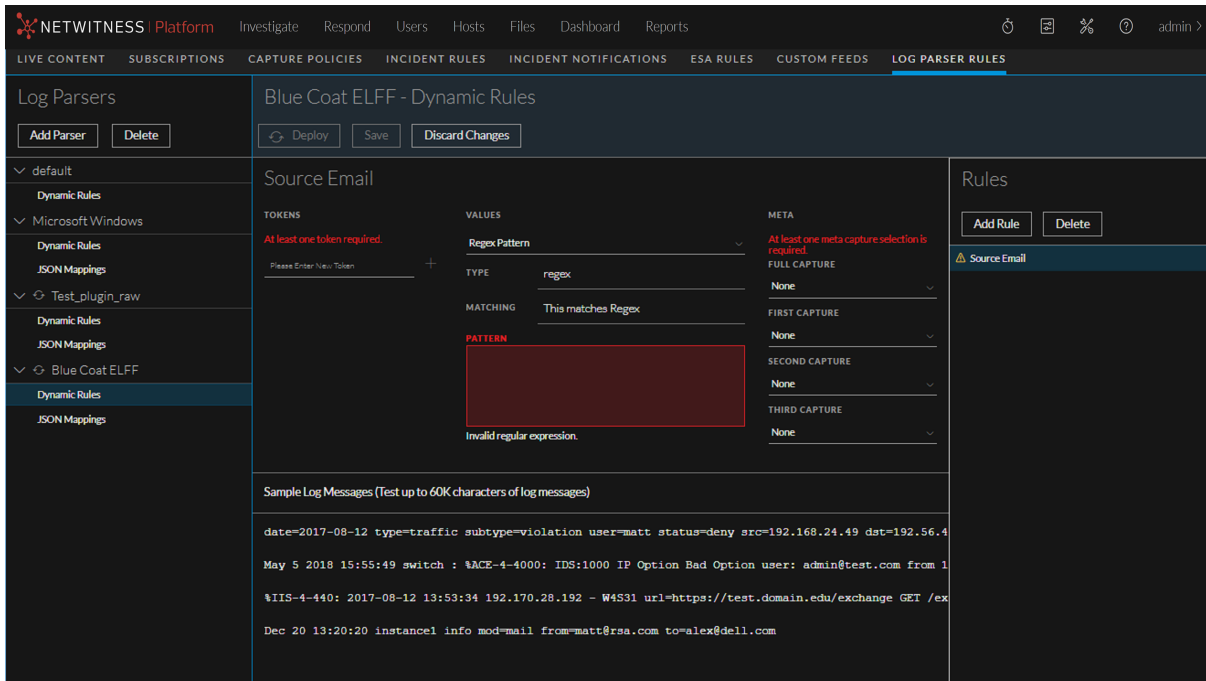 NETWITNESS Platform Investigate Respond Users Hosts Files Dashboard Reports admin
LIVE CONTENT SUBSCRIPTIONS CAPTURE POLICIES INCIDENT RULES INCIDENT NOTIFICATIONS ESA RULES CUSTOM FEEDS LOG PARSER RULES
Log Parsers
Add Parser Delete
default
Dynamic Rules
Microsoft Windows
Dynamic Rules
JSON Mappings
Test_plugin_raw
Dynamic Rules
JSON Mappings
Blue Coat ELFF
Dynamic Rules
JSON Mappings
Blue Coat ELFF - Dynamic Rules
Deploy Save Discard Changes
Source Email
TOKENS
At least one token required.
Please Enter New Token
VALUES
Regex Pattern
TYPE regex
MATCHING This matches Regex
PATTERN
Invalid regular expression.
META
At least one meta capture selection is
required.
FULL CAPTURE
None
FIRST CAPTURE
None
SECOND CAPTURE
None
THIRD CAPTURE
None
Sample Log Messages (Test up to 60K characters of log messages)
date=2017-08-12 type=traffic subtype=violation user=matt status=deny src=192.168.24.49 dst=192.56.4
May 5 2018 15:55:49 switch : %ACE-4-4000: IDS:1000 IP Option Bad Option user: admin@test.com from 1
%IIS-4-440: 2017-08-12 13:53:34 192.170.28.192 - W4S31 url=https://test.domain.edu/exchange GET /ex
Dec 20 13:20:20 instance1 info mod=mail from=matt@rsa.com to=alex@dell.com
Rules
Add Rule Delete
Source Email